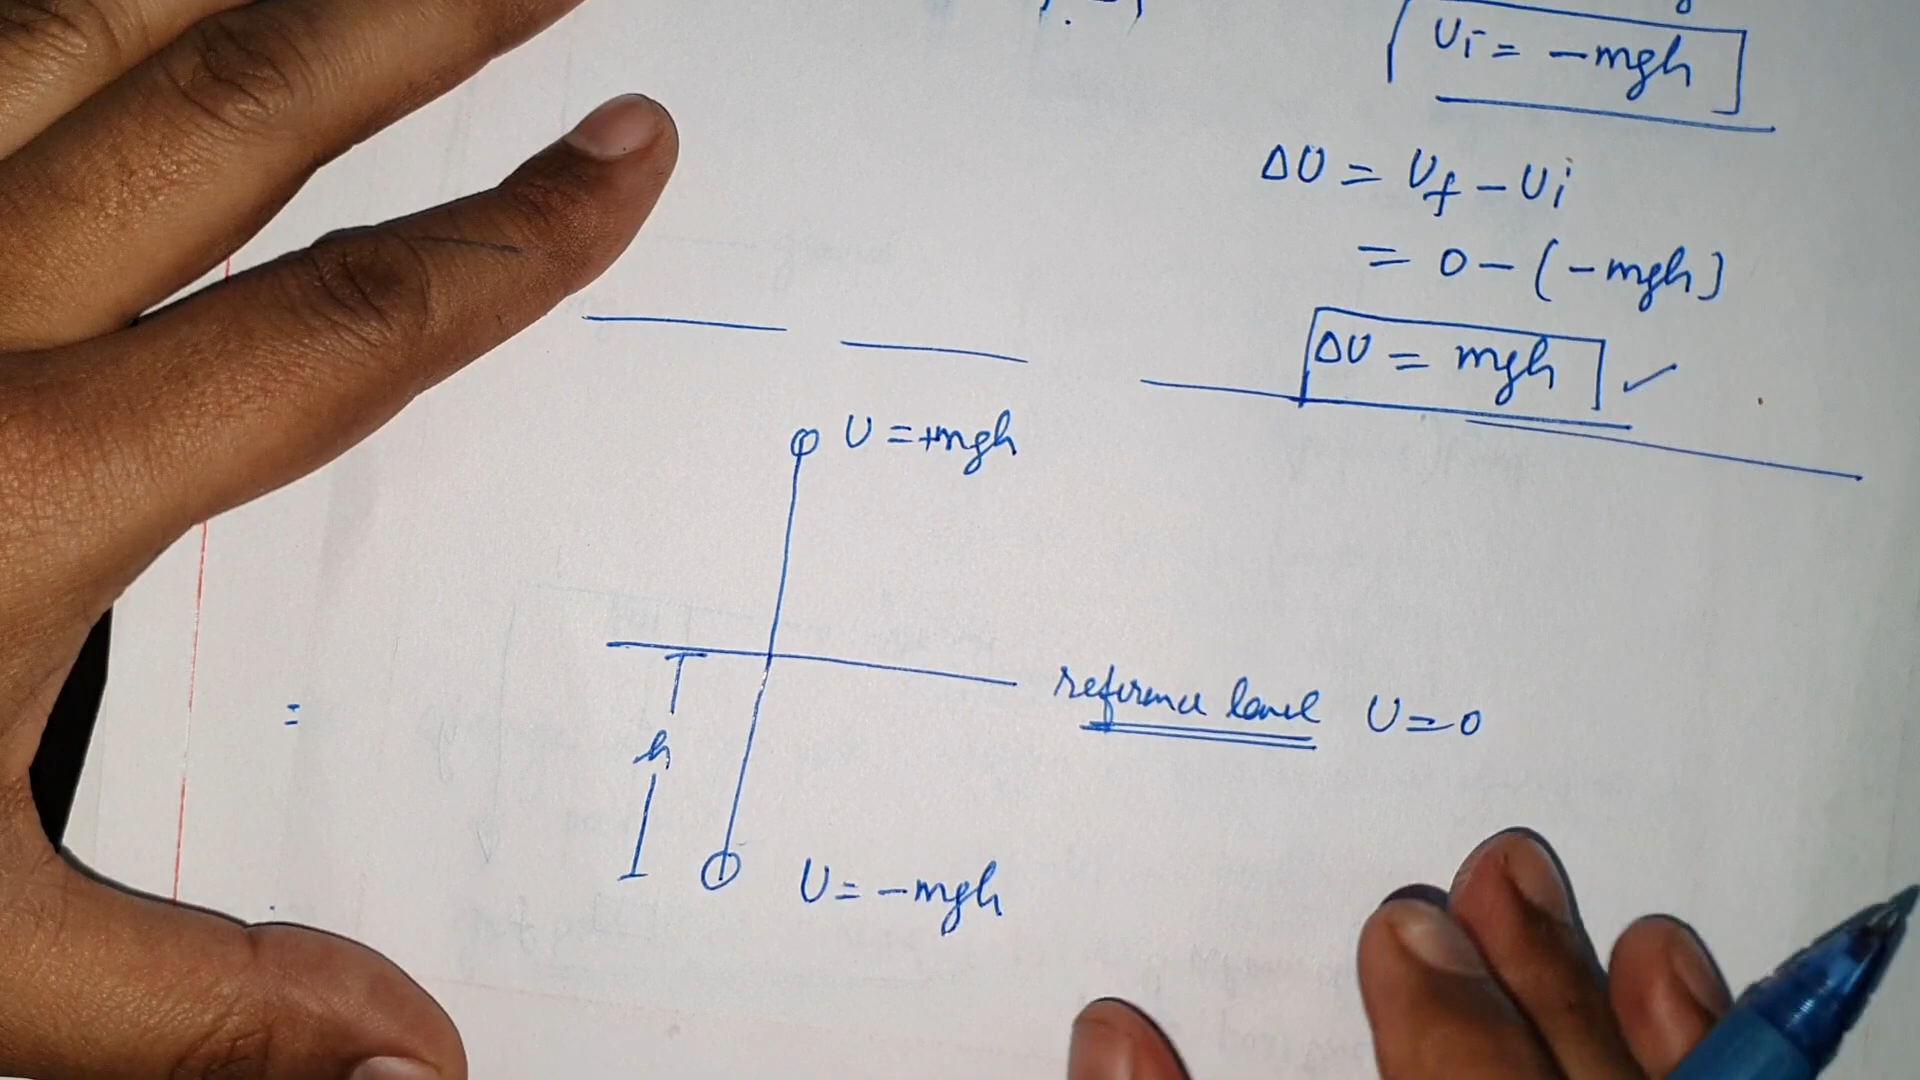 Ui = -mgh
ΔU = Uf - Ui
= 0 - (-mgh)
ΔU = mgh ✓
U = +mgh
reference level U = 0
h
U = -mgh